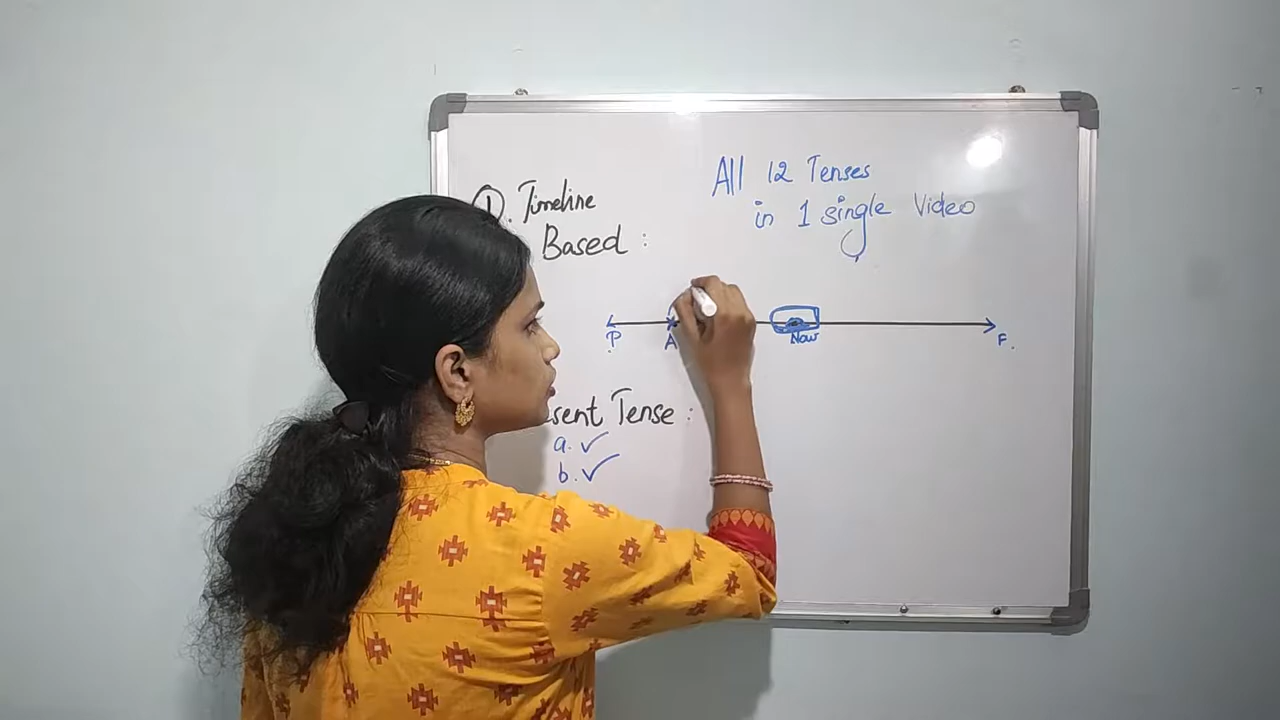 All 12 Tenses
in 1 single Video
1. Timeline
Based :
P A Now F.
sent Tense :
a. ✓
b. ✓